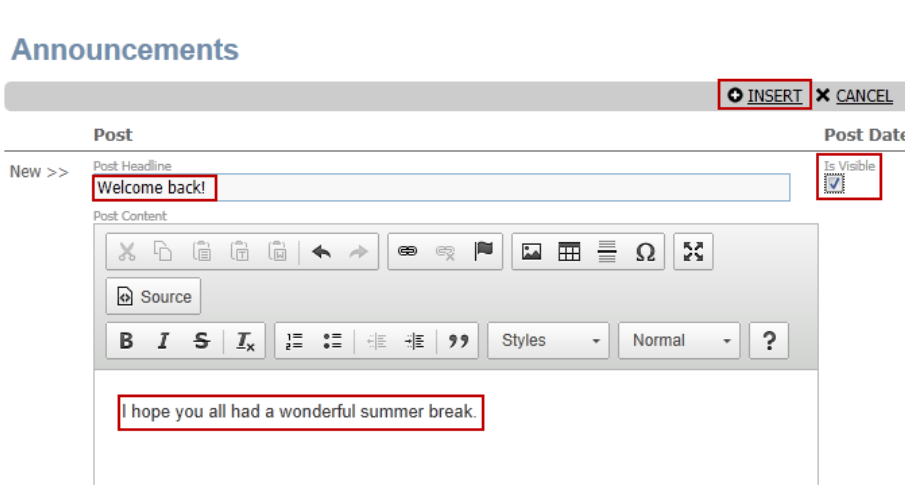 Announcements
INSERT CANCEL
Post Post Date
New >> Post Headline Is Visible
Welcome back!
Post Content
Ω
Source
B I S Tx Styles Normal ?
I hope you all had a wonderful summer break.